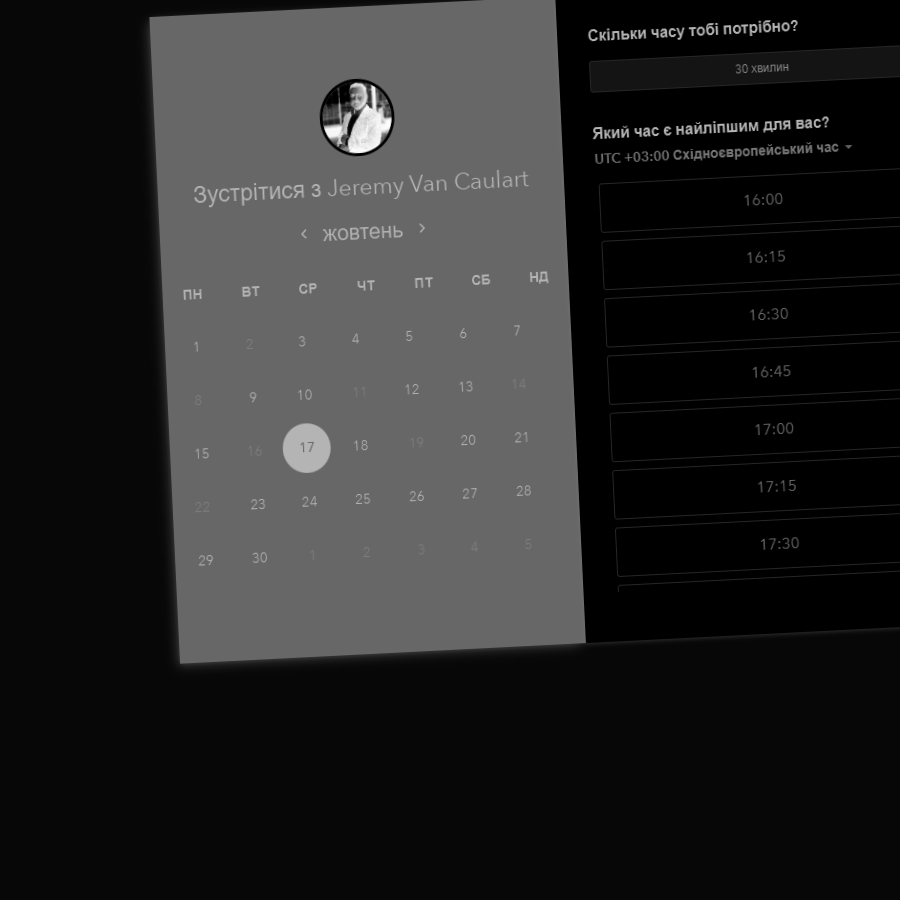 Зустрітися з Jeremy Van Caulart
жовтень
ПН ВТ СР ЧТ ПТ СБ НД
1 2 3 4 5 6 7
8 9 10 11 12 13 14
15 16 17 18 19 20 21
22 23 24 25 26 27 28
29 30 1 2 3 4 5
Скільки часу тобі потрібно?
30 хвилин
Який час є найліпшим для вас?
UTC +03:00 Східноєвропейський час
16:00
16:15
16:30
16:45
17:00
17:15
17:30